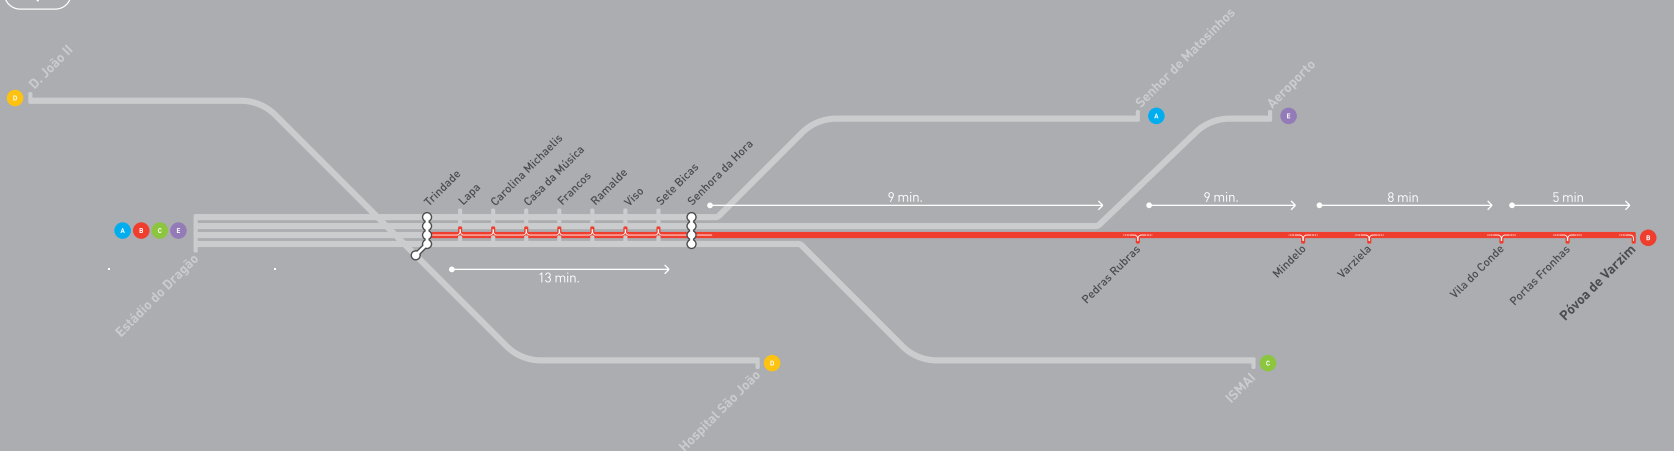 D. João II
D
Senhor de Matosinhos
A
Aeroporto
E
Trindade
Lapa
Carolina Michaelis
Casa da Música
Francos
Ramalde
Viso
Sete Bicas
Senhora da Hora
9 min.
9 min.
8 min
5 min
A B C E
B
Estádio do Dragão
13 min.
Pedras Rubras
Mindelo
Varziela
Vila do Conde
Portas Fronhas
Póvoa de Varzim
D
Hospital São João
C
ISMAI